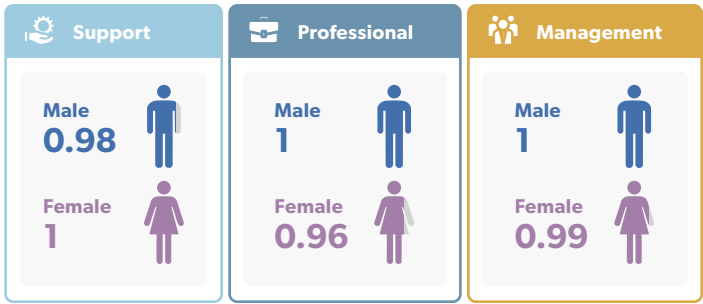 Support
Male
0.98
Female
1
Professional
Male
1
Female
0.96
Management
Male
1
Female
0.99